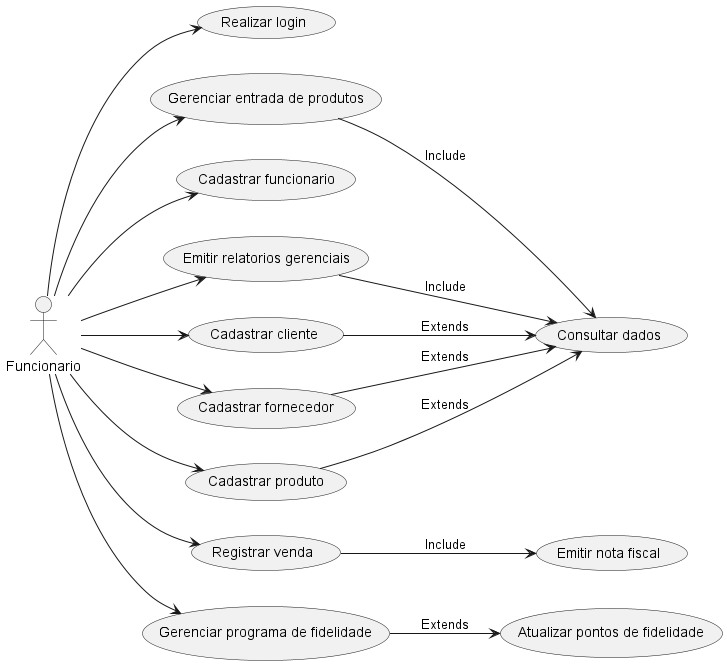 Realizar login
Gerenciar entrada de produtos
Include
Cadastrar funcionario
Emitir relatorios gerenciais
Include
Cadastrar cliente
Extends
Consultar dados
Extends
Funcionario
Cadastrar fornecedor
Extends
Cadastrar produto
Registrar venda
Include
Emitir nota fiscal
Gerenciar programa de fidelidade
Extends
Atualizar pontos de fidelidade